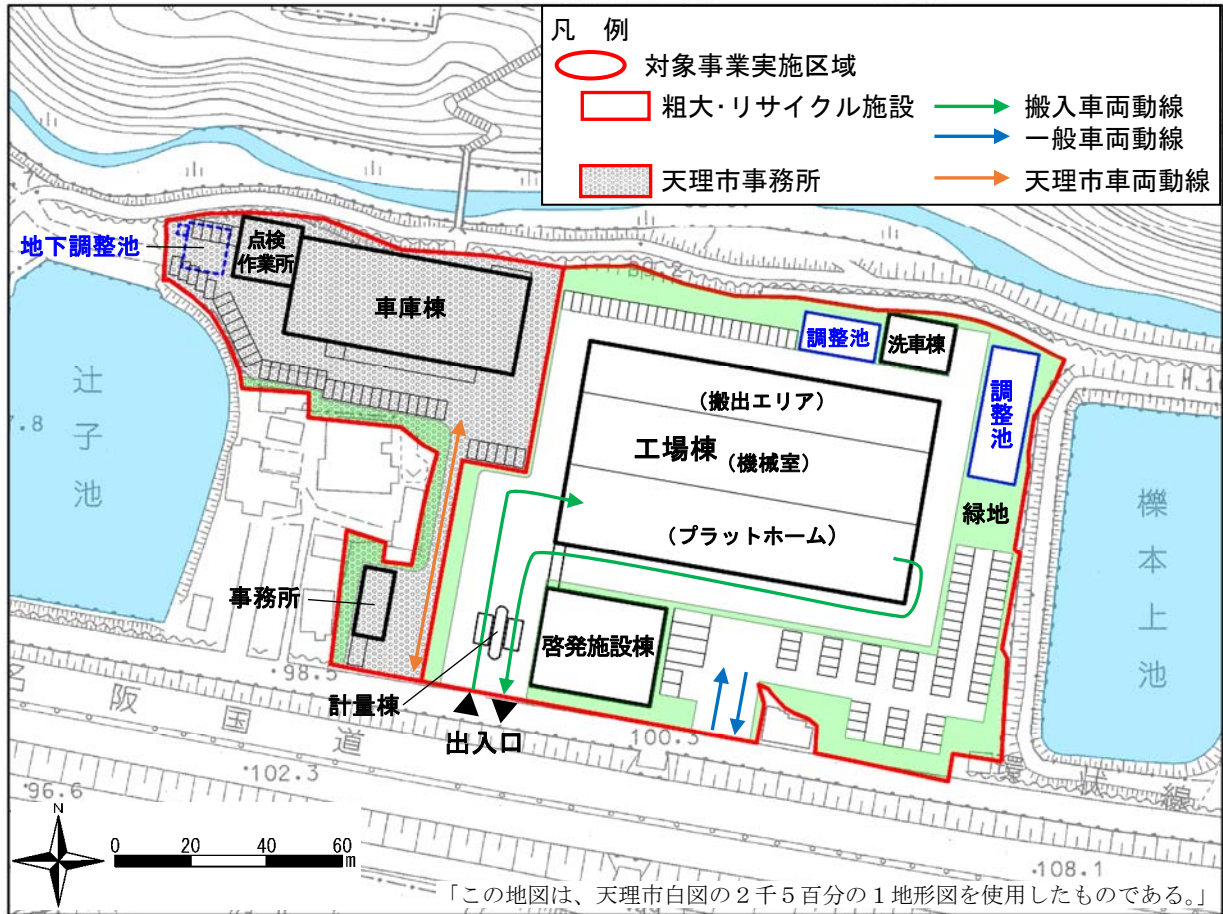 凡 例
対象事業実施区域
粗大・リサイクル施設
搬入車両動線
一般車両動線
天理市事務所
天理市車両動線
地下調整池
点検
作業所
車庫棟
調整池
洗車棟
調整池
(搬出エリア)
工場棟
(機械室)
(プラットホーム)
緑地
辻子池
7.8
櫟本上池
事務所
啓発施設棟
計量棟
出入口
98.5
100.3
名阪国道
環状線
102.3
96.6
108.1
N
0 20 40 60
m
「この地図は、天理市白図の2千5百分の1地形図を使用したものである。」